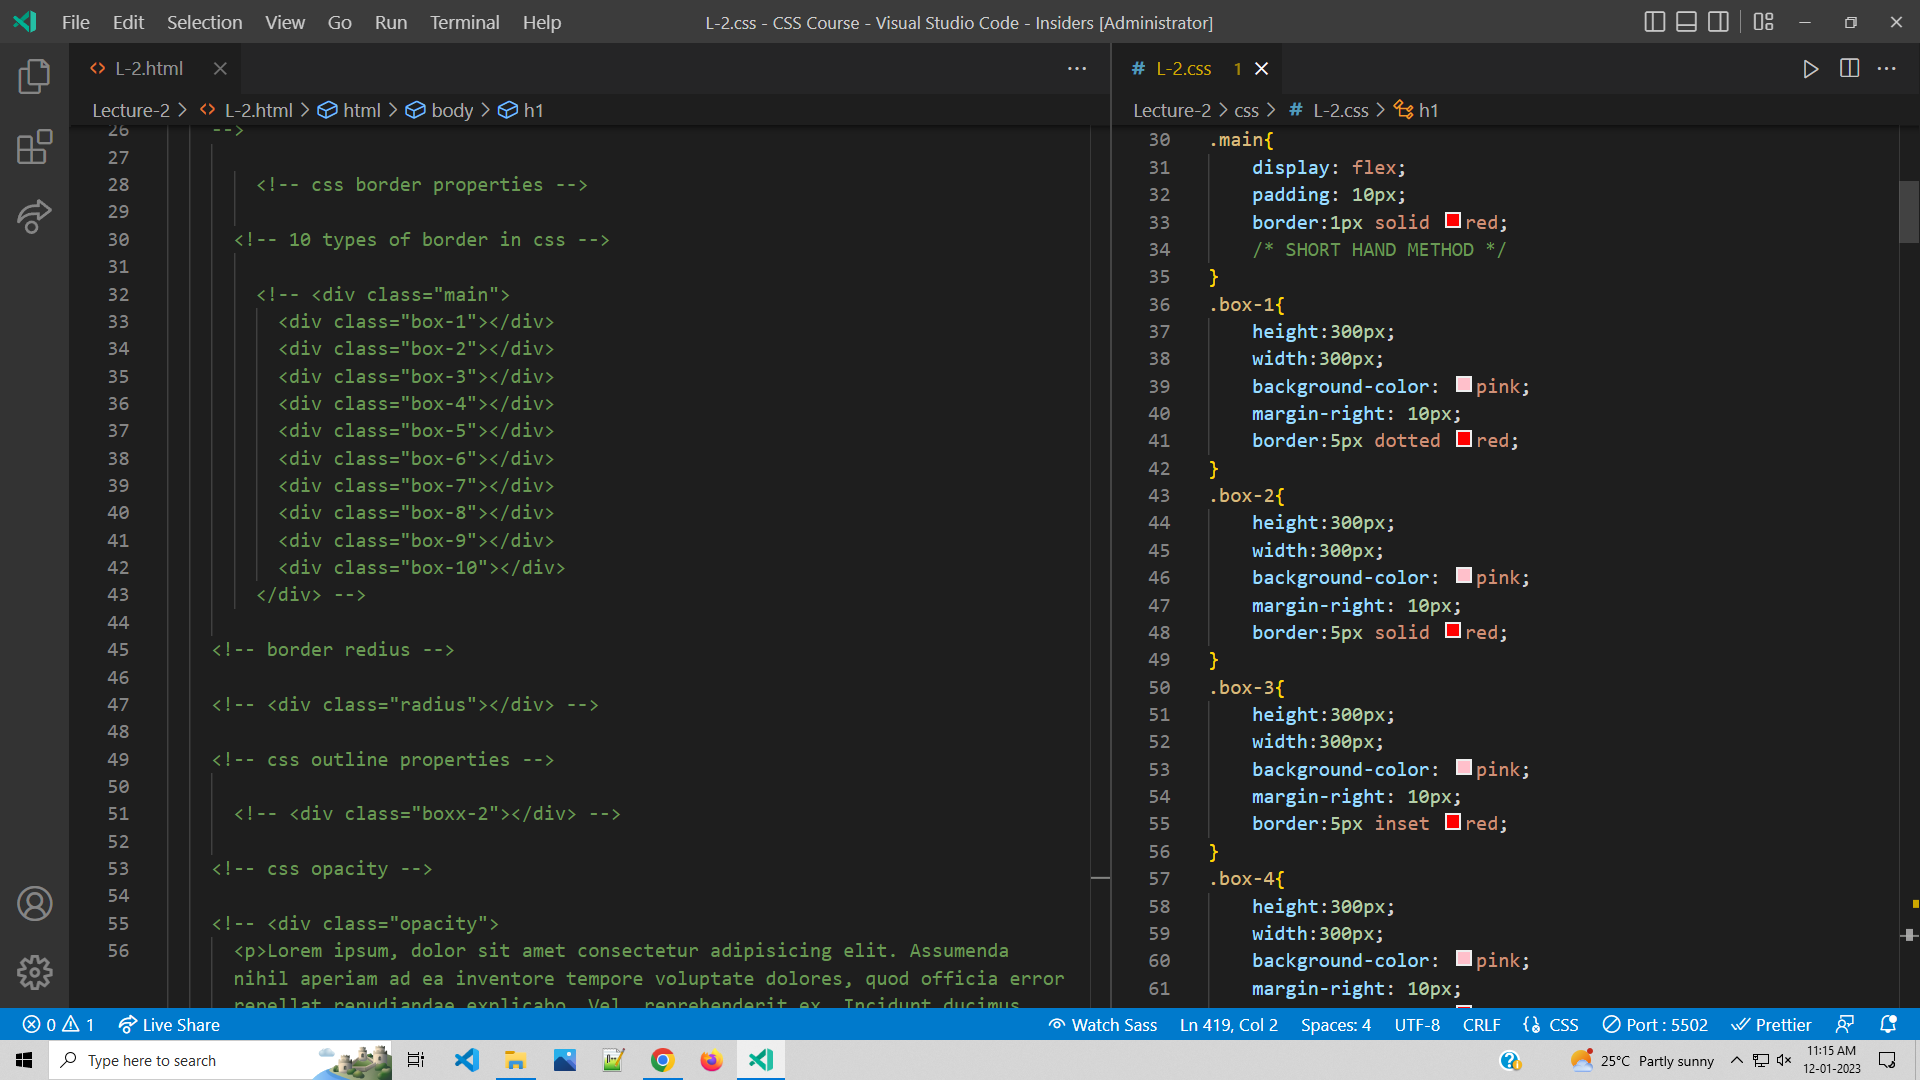 File Edit Selection View Go Run Terminal Help L-2.css - CSS Course - Visual Studio Code - Insiders [Administrator]
L-2.html
Lecture-2 > L-2.html > html > body > h1
26 -->
27
28 <!-- css border properties -->
29
30 <!-- 10 types of border in css -->
31
32 <!-- <div class="main">
33 <div class="box-1"></div>
34 <div class="box-2"></div>
35 <div class="box-3"></div>
36 <div class="box-4"></div>
37 <div class="box-5"></div>
38 <div class="box-6"></div>
39 <div class="box-7"></div>
40 <div class="box-8"></div>
41 <div class="box-9"></div>
42 <div class="box-10"></div>
43 </div> -->
44
45 <!-- border redius -->
46
47 <!-- <div class="radius"></div> -->
48
49 <!-- css outline properties -->
50
51 <!-- <div class="boxx-2"></div> -->
52
53 <!-- css opacity -->
54
55 <!-- <div class="opacity">
56 <p>Lorem ipsum, dolor sit amet consectetur adipisicing elit. Assumenda
nihil aperiam ad ea inventore tempore voluptate dolores, quod officia error
repellat repudiandae explicabo. Vel, reprehenderit ex. Incidunt ducimus
# L-2.css 1
Lecture-2 > css > # L-2.css > h1
30 .main{
31 display: flex;
32 padding: 10px;
33 border:1px solid red;
34 /* SHORT HAND METHOD */
35 }
36 .box-1{
37 height:300px;
38 width:300px;
39 background-color: pink;
40 margin-right: 10px;
41 border:5px dotted red;
42 }
43 .box-2{
44 height:300px;
45 width:300px;
46 background-color: pink;
47 margin-right: 10px;
48 border:5px solid red;
49 }
50 .box-3{
51 height:300px;
52 width:300px;
53 background-color: pink;
54 margin-right: 10px;
55 border:5px inset red;
56 }
57 .box-4{
58 height:300px;
59 width:300px;
60 background-color: pink;
61 margin-right: 10px;
0 1 Live Share Watch Sass Ln 419, Col 2 Spaces: 4 UTF-8 CRLF CSS Port : 5502 Prettier
Type here to search 25°C Partly sunny 11:15 AM
12-01-2023